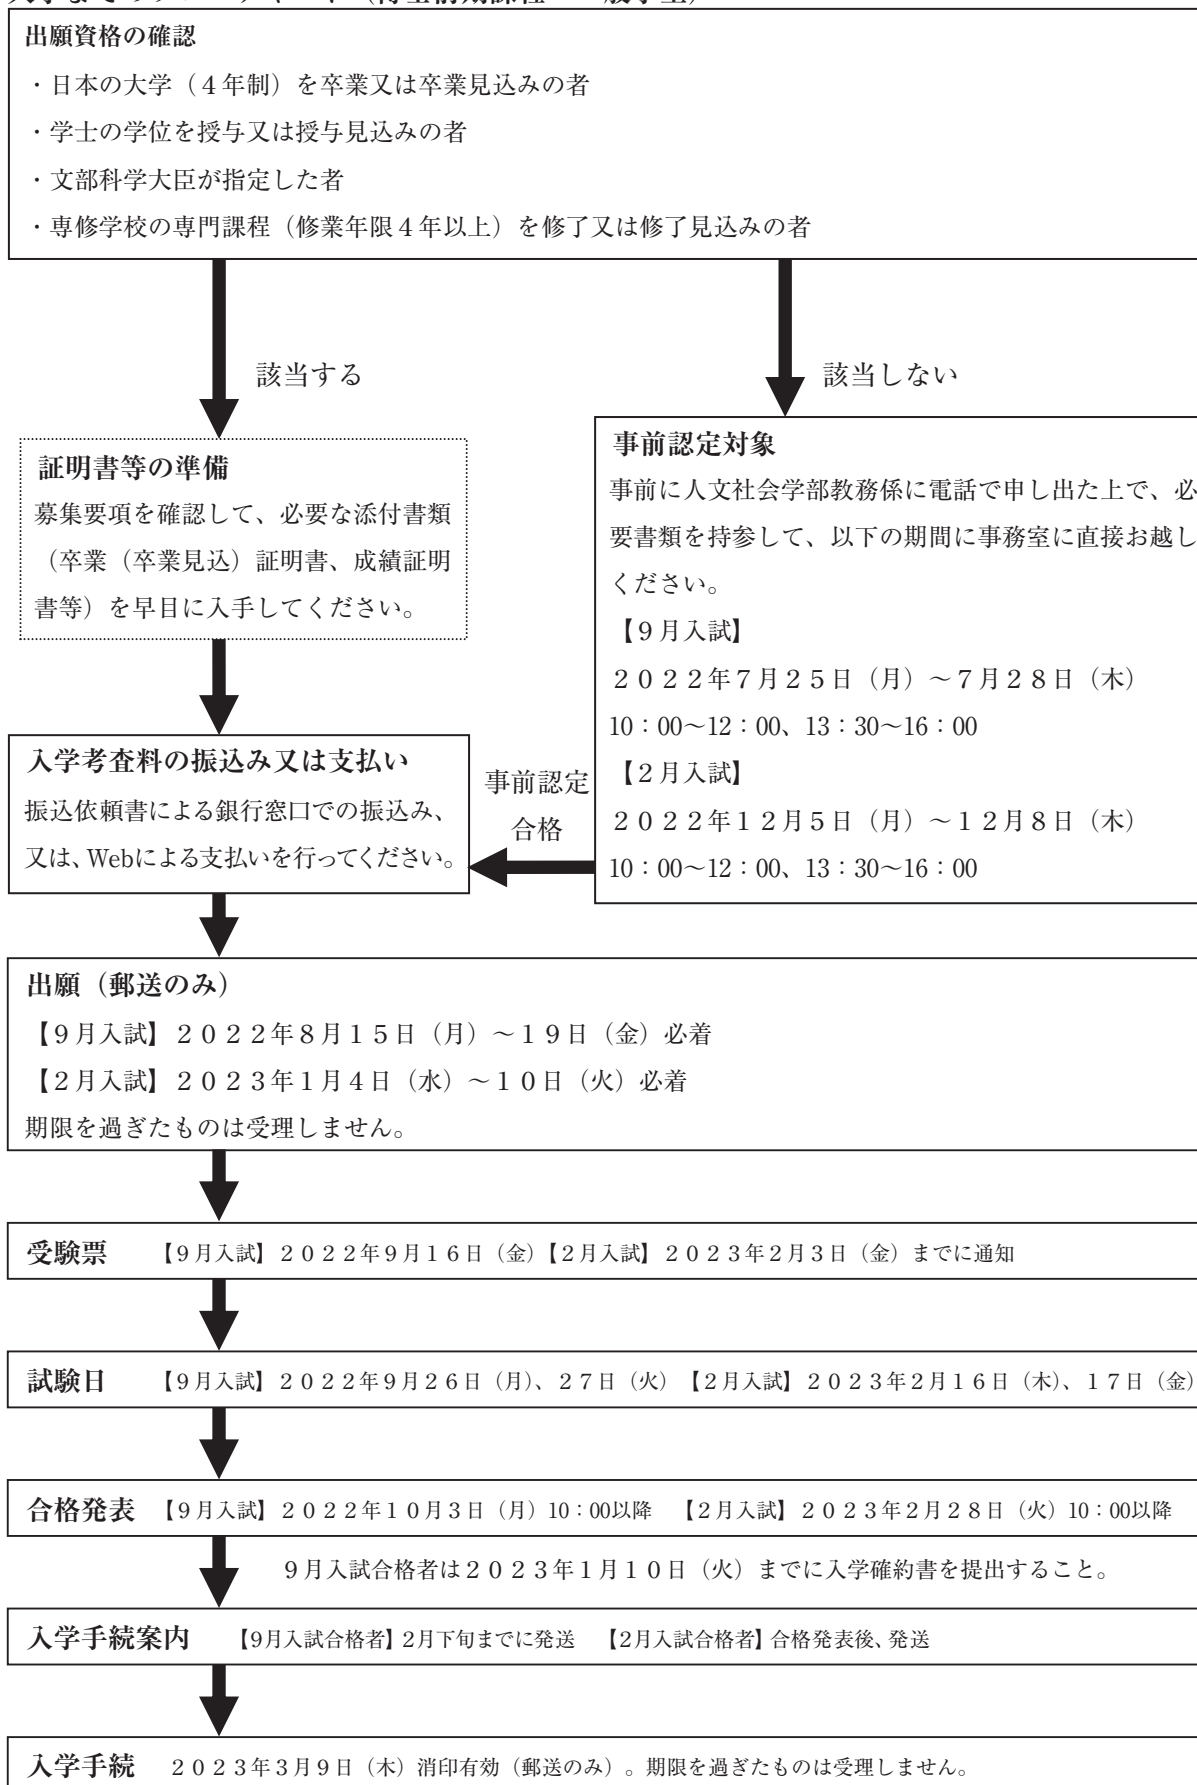 出願資格の確認
・日本の大学（４年制）を卒業又は卒業見込みの者
・学士の学位を授与又は授与見込みの者
・文部科学大臣が指定した者
・専修学校の専門課程（修業年限４年以上）を修了又は修了見込みの者
該当する
該当しない
証明書等の準備
募集要項を確認して、必要な添付書類
（卒業（卒業見込）証明書、成績証明
書等）を早目に入手してください。
事前認定対象
事前に人文社会学部教務係に電話で申し出た上で、必
要書類を持参して、以下の期間に事務室に直接お越し
ください。
【９月入試】
２０２２年７月２５日（月）～７月２８日（木）
10：00～12：00、13：30～16：00
【２月入試】
２０２２年１２月５日（月）～１２月８日（木）
10：00～12：00、13：30～16：00
入学考査料の振込み又は支払い
振込依頼書による銀行窓口での振込み、
又は、Webによる支払いを行ってください。
事前認定
合格
出願（郵送のみ）
【９月入試】２０２２年８月１５日（月）～１９日（金）必着
【２月入試】２０２３年１月４日（水）～１０日（火）必着
期限を過ぎたものは受理しません。
受験票　【９月入試】２０２２年９月１６日（金）【２月入試】２０２３年２月３日（金）までに通知
試験日　【９月入試】２０２２年９月２６日（月）、２７日（火）【２月入試】２０２３年２月１６日（木）、１７日（金）
合格発表　【９月入試】２０２２年１０月３日（月）10：00以降　【２月入試】２０２３年２月２８日（火）10：00以降
９月入試合格者は２０２３年１月１０日（火）までに入学確約書を提出すること。
入学手続案内　【9月入試合格者】2月下旬までに発送　【２月入試合格者】合格発表後、発送
入学手続　２０２３年３月９日（木）消印有効（郵送のみ）。期限を過ぎたものは受理しません。